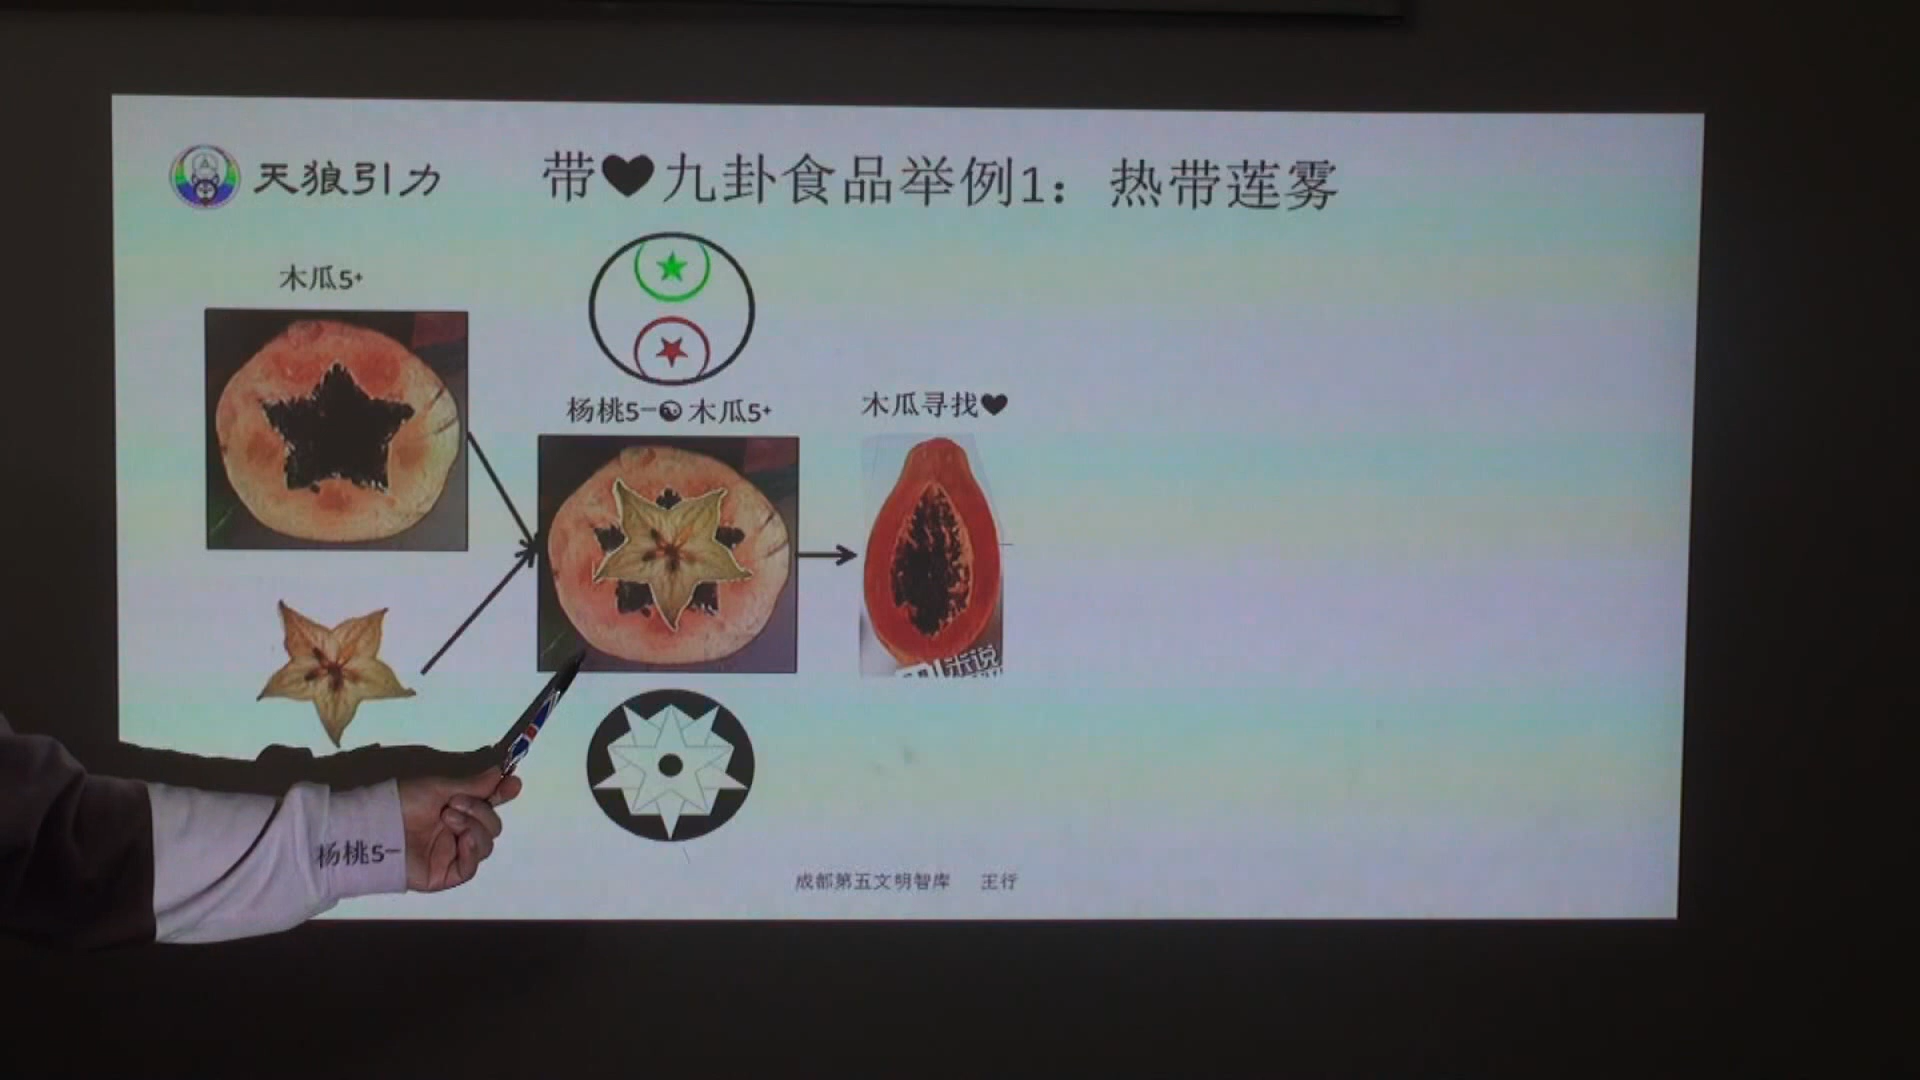 天狼引力
带♥九卦食品举例1：热带莲雾
木瓜5⁺
杨桃5⁻☯木瓜5⁺
木瓜寻找♥
杨桃5⁻
成都第五文明智库 王行